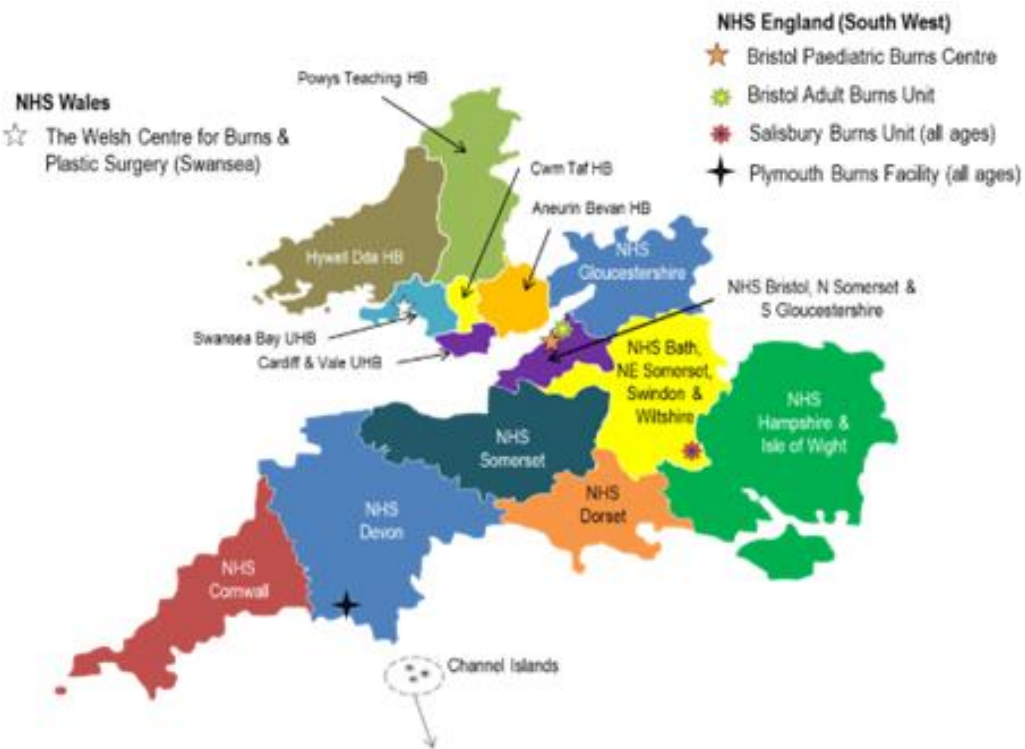 NHS England (South West)
Bristol Paediatric Burns Centre
Bristol Adult Burns Unit
Salisbury Burns Unit (all ages)
Plymouth Burns Facility (all ages)
NHS Wales
The Welsh Centre for Burns &
Plastic Surgery (Swansea)
Powys Teaching HB
Cwm Taf HB
Aneurin Bevan HB
Hywell Dda HB
NHS
Gloucestershire
NHS Bristol, N Somerset &
S Gloucestershire
Swansea Bay UHB
Cardiff & Vale UHB
NHS Bath,
NE Somerset,
Swindon &
Wiltshire
NHS
Hampshire &
Isle of Wight
NHS
Somerset
NHS
Dorset
NHS
Devon
NHS
Cornwall
Channel Islands